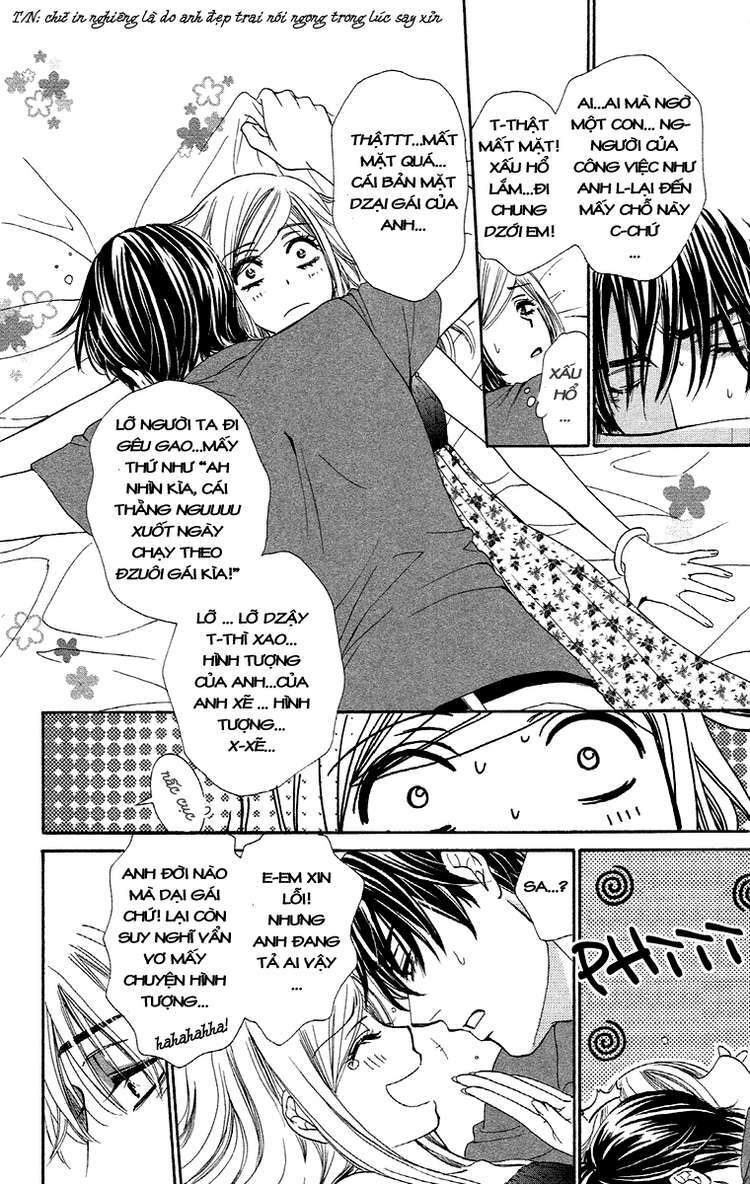 T/N: chữ in nghiêng là do anh đẹp trai nói ngọng trong lúc say xỉn
AI...AI MÀ NGỜ
MỘT CON... NG-
NGƯỜI CỦA
CÔNG VIỆC NHƯ
ANH L-LẠI ĐẾN
MẤY CHỖ NÀY
C-CHỨ
...
T-THẬT
MẤT MẶT!
XẤU HỔ
LẮM...ĐI
CHUNG
DZỚI EM!
XẤU
HỔ
...
THẬTTT...MẤT
MẶT QUÁ...
CÁI BẢN MẶT
DZẠI GÁI CỦA
ANH...
LỠ NGƯỜI TA ĐI
GÊU GAO...MẤY
THỨ NHƯ “AH
NHÌN KÌA, CÁI
THẰNG NGUUUU
XUỐT NGÀY
CHẠY THEO
ĐZUÔI GÁI KÌA!”
LỠ ... LỠ DZẬY
T-THÌ XAO...
HÌNH TƯỢNG
CỦA ANH...CỦA
ANH XẼ ... HÌNH
TƯỢNG...
X-XẼ...
nấc cục
PHÌÌÌÌ
SA...?
E-EM XIN
LỖI!
NHƯNG
ANH ĐANG
TẢ AI VẬY
...
ANH ĐỜI NÀO
MÀ DẠI GÁI
CHỨ! LẠI CÒN
SUY NGHĨ VẨN
VƠ MẤY
CHUYỆN HÌNH
TƯỢNG...
hahahahha!